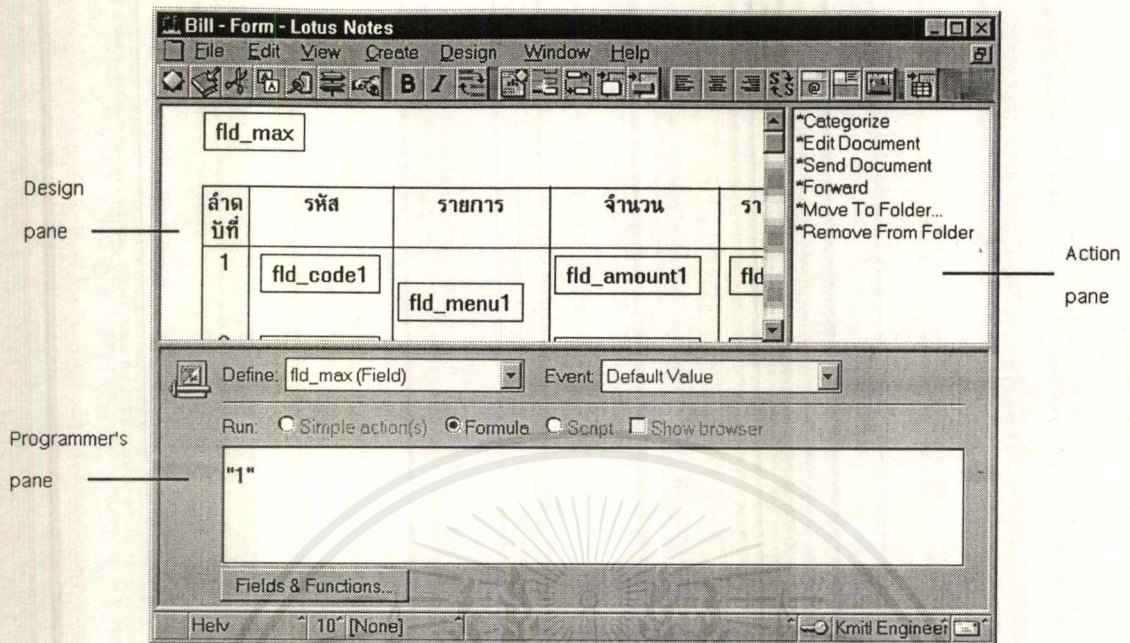 Bill - Form - Lotus Notes
File Edit View Create Design Window Help
fld_max
*Categorize
*Edit Document
*Send Document
*Forward
*Move To Folder...
*Remove From Folder
Design
pane
Action
pane
ลำด
บที่ รหัส รายการ จำนวน รา
1 fld_code1 fld_menu1 fld_amount1 fld
Define: fld_max (Field) Event: Default Value
Run: Simple action(s) Formula Script Show browser
Programmer's
pane
"1"
Fields & Functions...
Helv 10 [None] Kmitl Engineer